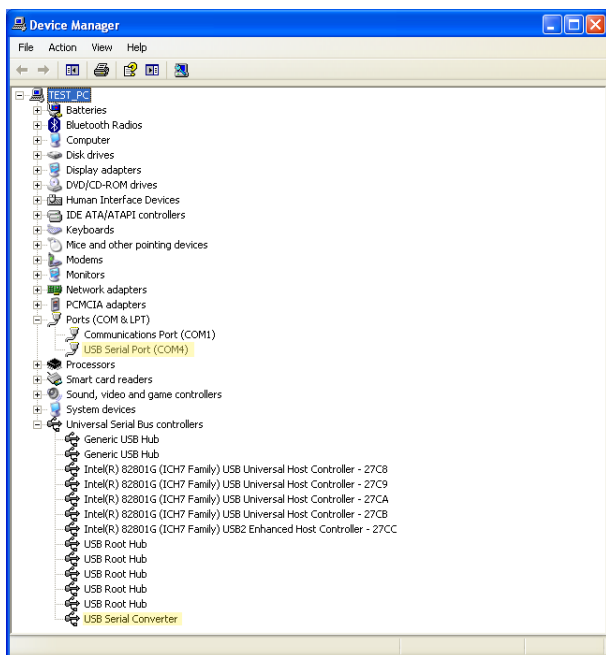 Device Manager
File Action View Help
TEST_PC
Batteries
Bluetooth Radios
Computer
Disk drives
Display adapters
DVD/CD-ROM drives
Human Interface Devices
IDE ATA/ATAPI controllers
Keyboards
Mice and other pointing devices
Modems
Monitors
Network adapters
PCMCIA adapters
Ports (COM & LPT)
Communications Port (COM1)
USB Serial Port (COM4)
Processors
Smart card readers
Sound, video and game controllers
System devices
Universal Serial Bus controllers
Generic USB Hub
Generic USB Hub
Intel(R) 82801G (ICH7 Family) USB Universal Host Controller - 27C8
Intel(R) 82801G (ICH7 Family) USB Universal Host Controller - 27C9
Intel(R) 82801G (ICH7 Family) USB Universal Host Controller - 27CA
Intel(R) 82801G (ICH7 Family) USB Universal Host Controller - 27CB
Intel(R) 82801G (ICH7 Family) USB2 Enhanced Host Controller - 27CC
USB Root Hub
USB Root Hub
USB Root Hub
USB Root Hub
USB Root Hub
USB Serial Converter